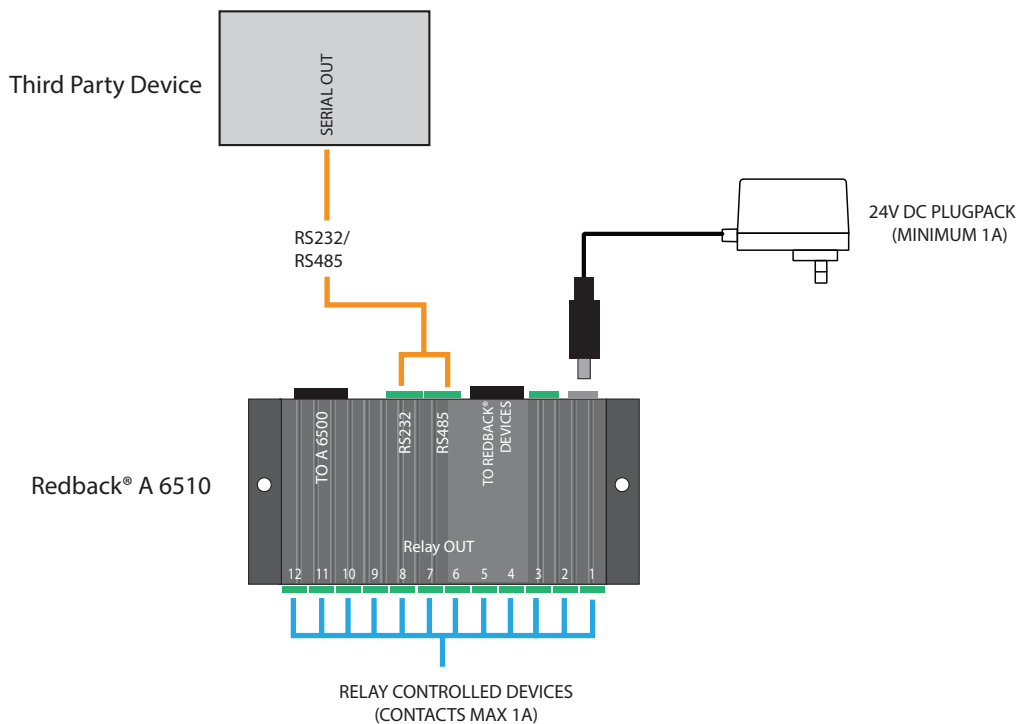 Third Party Device
SERIAL OUT
RS232/
RS485
24V DC PLUGPACK
(MINIMUM 1A)
Redback® A 6510
TO A 6500
RS232
RS485
TO REDBACK®
DEVICES
Relay OUT
12 11 10 9 8 7 6 5 4 3 2 1
RELAY CONTROLLED DEVICES
(CONTACTS MAX 1A)